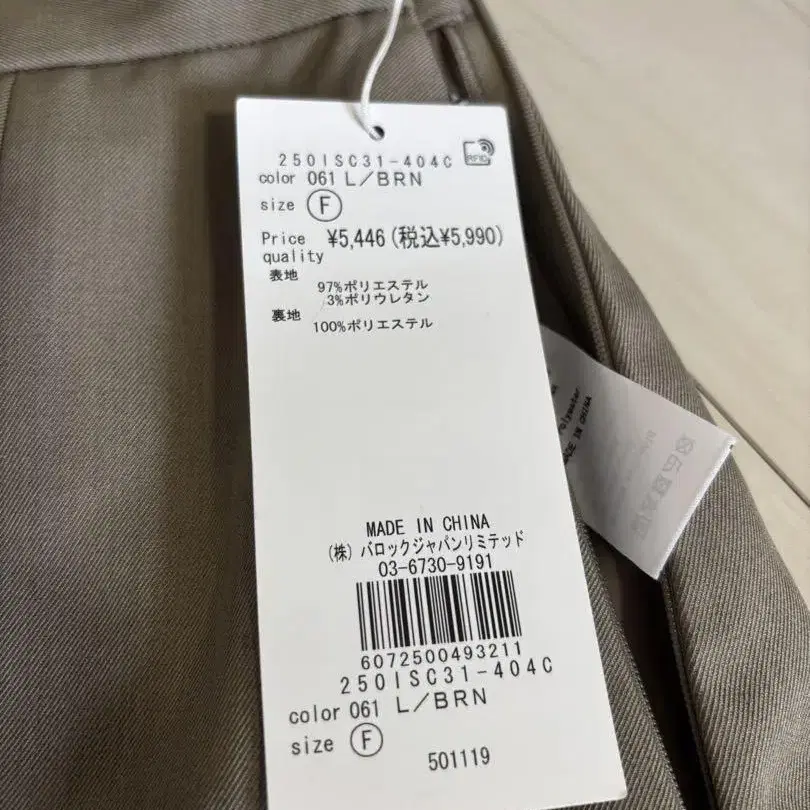 250ISC31-404C
RFID
color 061 L/BRN
size F
Price ¥5,446(税込¥5,990)
quality
表地
97%ポリエステル
3%ポリウレタン
裏地
100%ポリエステル
MADE IN CHINA
(株)バロックジャパンリミテッド
03-6730-9191
6072500493211
250ISC31-404C
color 061 L/BRN
size F
501119
Polyester
MADE IN CHINA